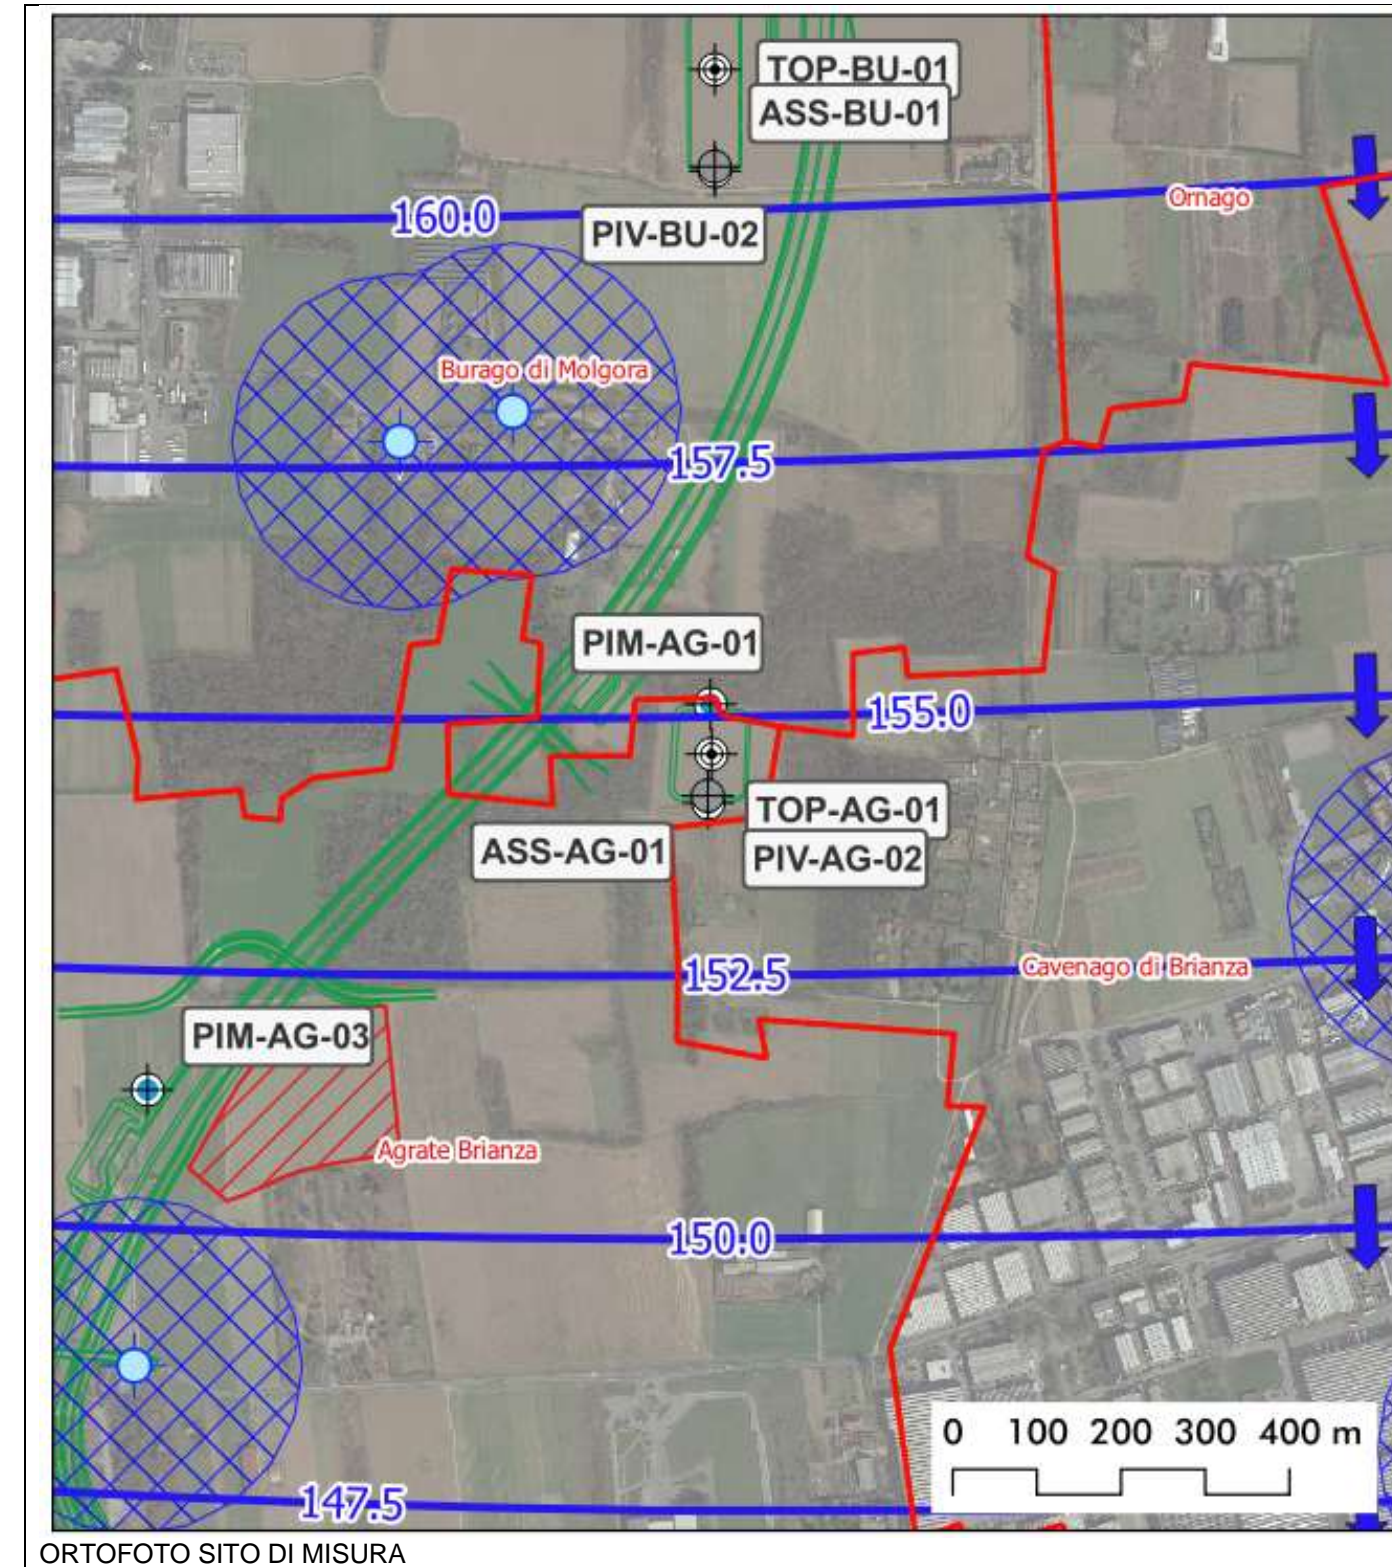 TOP-BU-01
ASS-BU-01
Ornago
160.0
PIV-BU-02
Burago di Molgora
157.5
PIM-AG-01
155.0
TOP-AG-01
ASS-AG-01
PIV-AG-02
152.5
Cavenago di Brianza
PIM-AG-03
Agrate Brianza
150.0
0 100 200 300 400 m
147.5
ORTOFOTO SITO DI MISURA